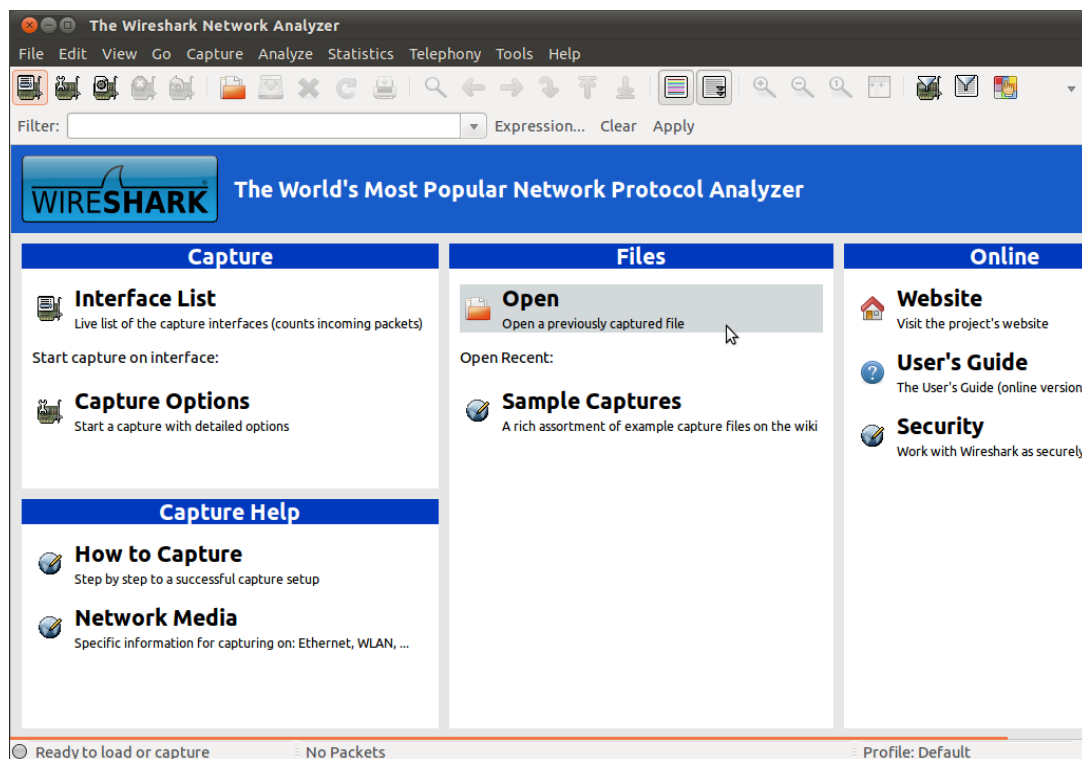 The Wireshark Network Analyzer
File Edit View Go Capture Analyze Statistics Telephony Tools Help
Filter: Expression... Clear Apply
WIRESHARK
The World's Most Popular Network Protocol Analyzer
Capture
Interface List
Live list of the capture interfaces (counts incoming packets)
Start capture on interface:
Capture Options
Start a capture with detailed options
Capture Help
How to Capture
Step by step to a successful capture setup
Network Media
Specific information for capturing on: Ethernet, WLAN, ...
Files
Open
Open a previously captured file
Open Recent:
Sample Captures
A rich assortment of example capture files on the wiki
Online
Website
Visit the project's website
User's Guide
The User's Guide (online version
Security
Work with Wireshark as securely
Ready to load or capture No Packets Profile: Default